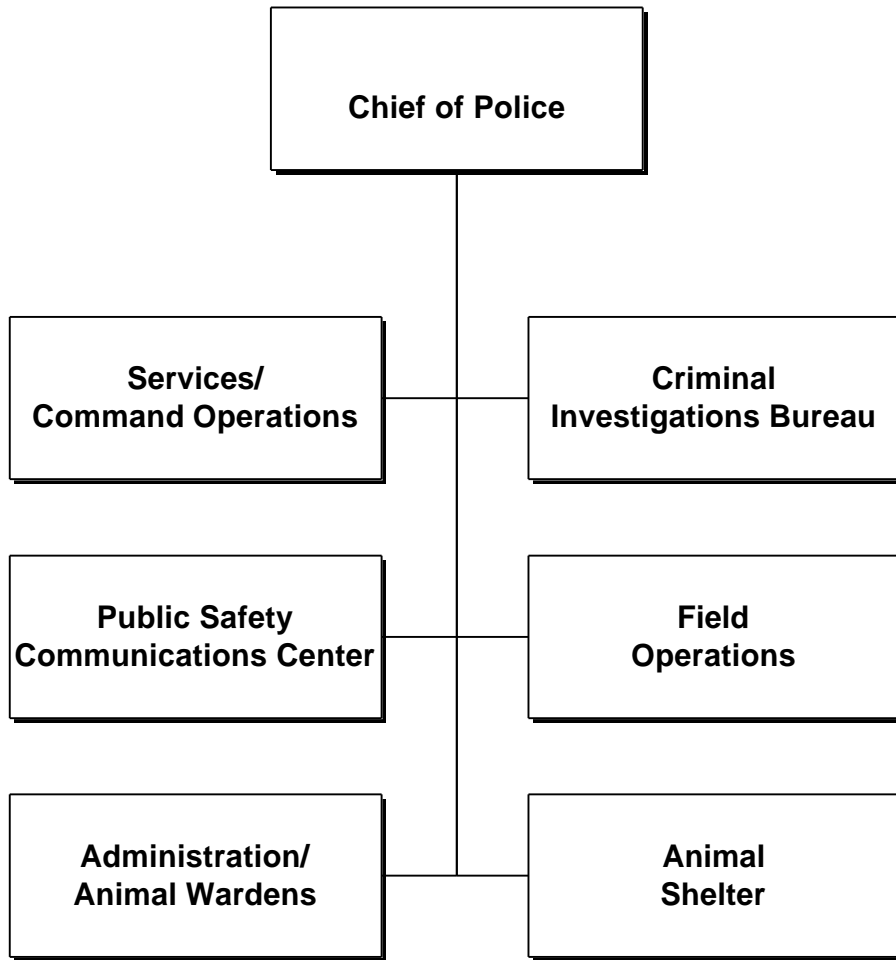 Chief of Police
Services/
Command Operations
Criminal
Investigations Bureau
Public Safety
Communications Center
Field
Operations
Administration/
Animal Wardens
Animal
Shelter